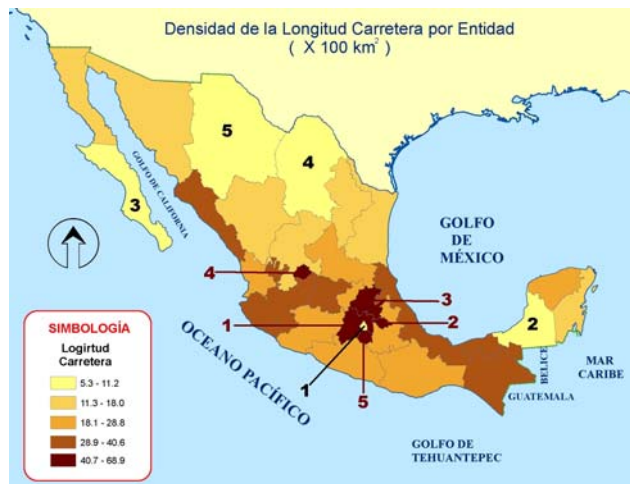 Densidad de la Longitud Carretera por Entidad
( X 100 km²)
5
4
3
GOLFO DE CALIFORNIA
GOLFO
DE
MÉXICO
4
3
2
1
2
1
5
OCEANO PACÍFICO
BELICE
MAR
CARIBE
GUATEMALA
GOLFO DE
TEHUANTEPEC
SIMBOLOGÍA
Logirtud
Carretera
5.3 - 11.2
11.3 - 18.0
18.1 - 28.8
28.9 - 40.6
40.7 - 68.9